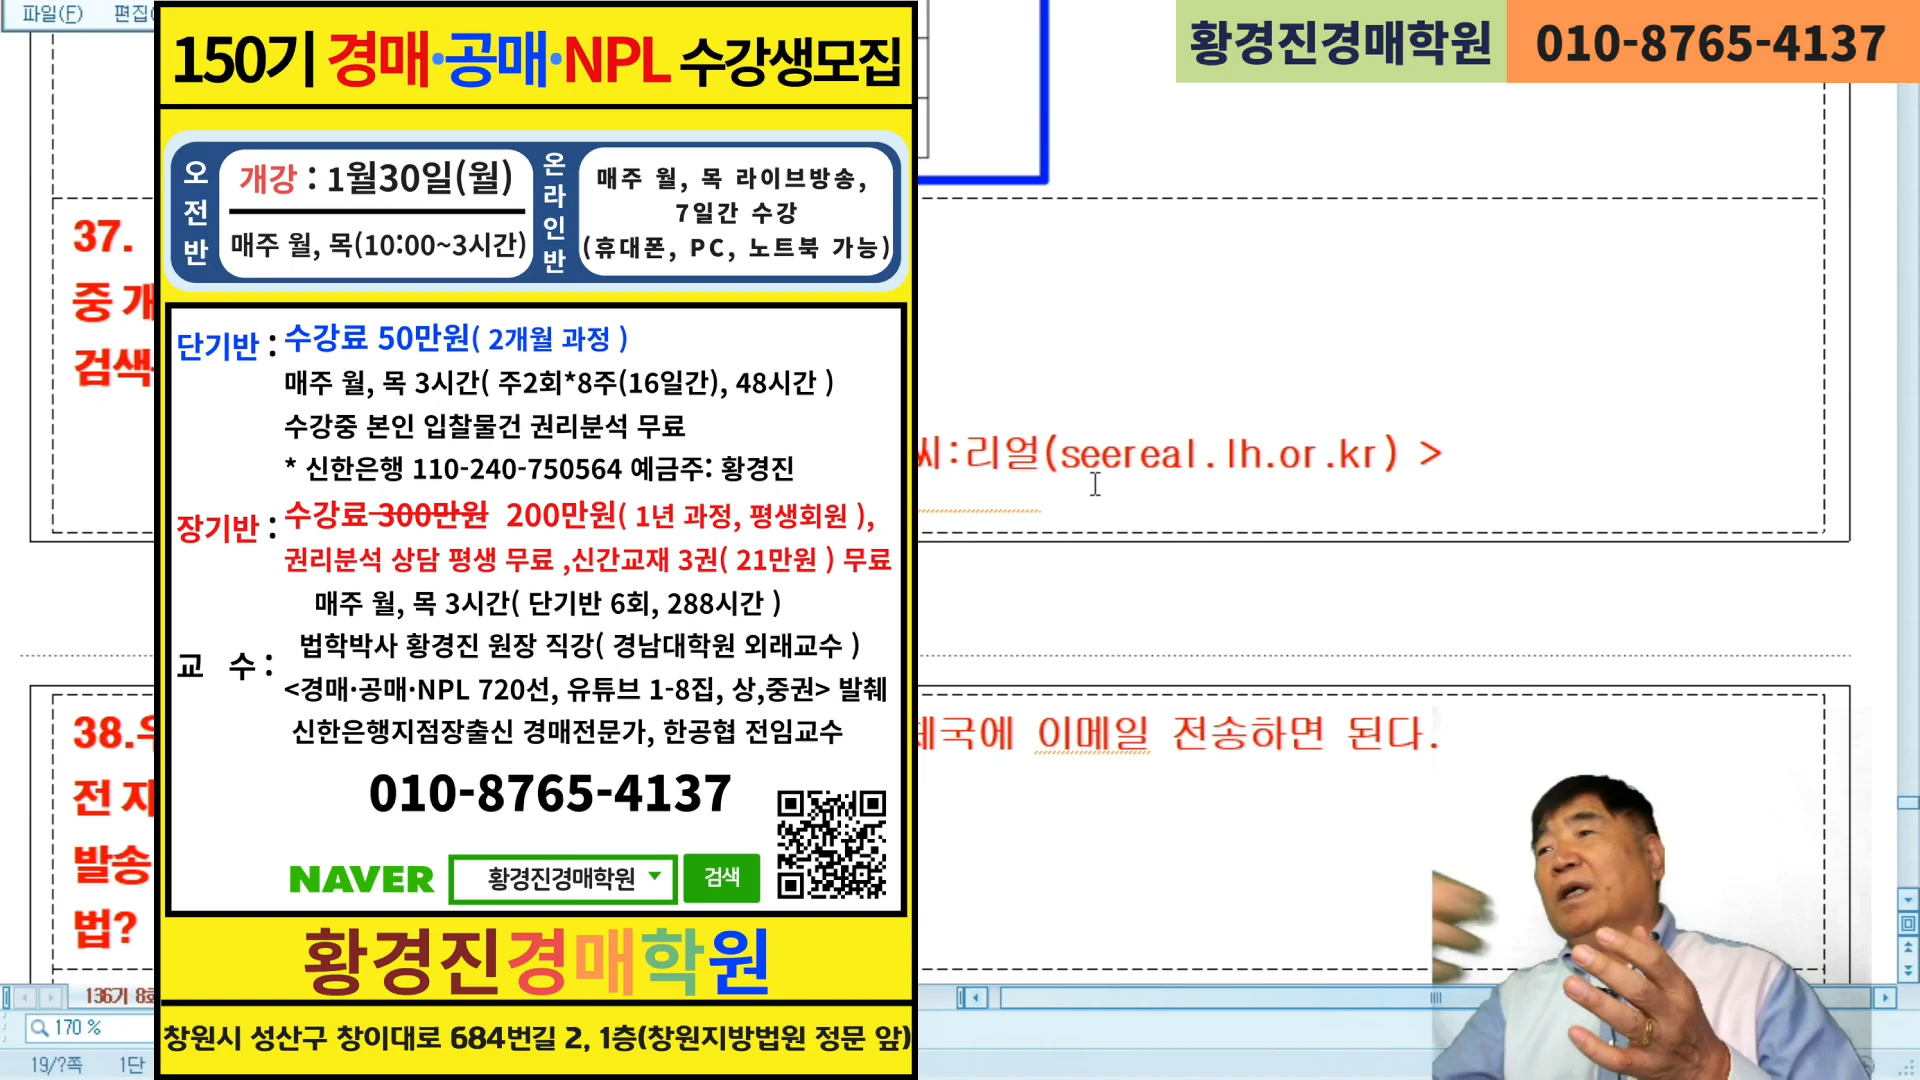 파일(F) 편집(
황경진경매학원 010-8765-4137
150기 경매·공매·NPL 수강생모집
오전반
개강 : 1월30일(월)
매주 월, 목(10:00~3시간)
온라인반
매주 월, 목 라이브방송,
7일간 수강
(휴대폰, PC, 노트북 가능)
단기반 : 수강료 50만원( 2개월 과정 )
매주 월, 목 3시간( 주2회*8주(16일간), 48시간 )
수강중 본인 입찰물건 권리분석 무료
* 신한은행 110-240-750564 예금주: 황경진
장기반 : 수강료 300만원 200만원( 1년 과정, 평생회원 ),
권리분석 상담 평생 무료 ,신간교재 3권( 21만원 ) 무료
매주 월, 목 3시간( 단기반 6회, 288시간 )
교 수 : 법학박사 황경진 원장 직강( 경남대학원 외래교수 )
<경매·공매·NPL 720선, 유튜브 1-8집, 상,중권> 발췌
신한은행지점장출신 경매전문가, 한공협 전임교수
010-8765-4137
NAVER 황경진경매학원 검색
황경진경매학원
창원시 성산구 창이대로 684번길 2, 1층(창원지방법원 정문 앞)
37.
중 개
검색
씨:리얼(seereal.lh.or.kr) >
38.우
전 자
발송
법?
체국에 이메일 전송하면 된다.
136기 8회
170 %
19/?쪽 1단